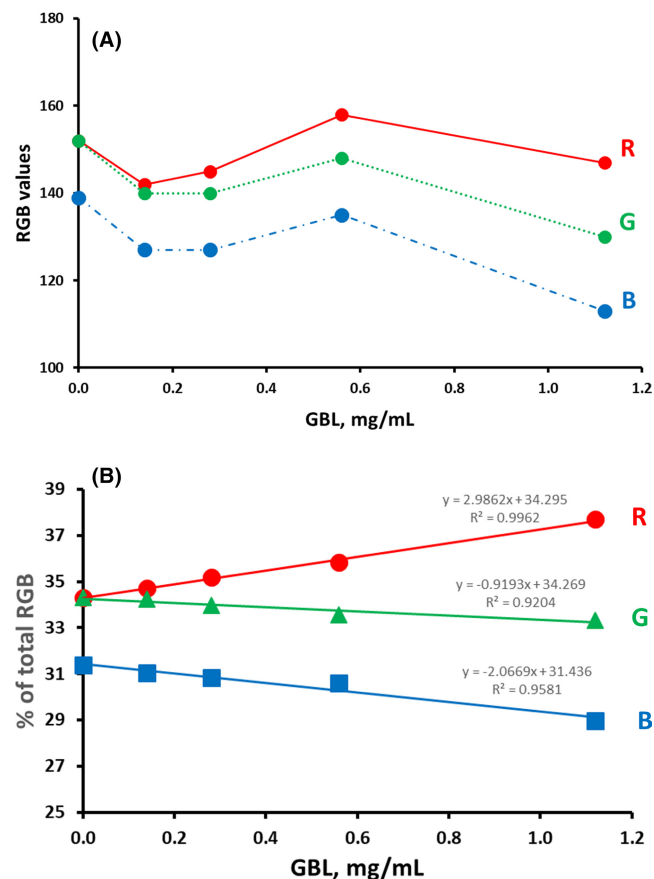 (A)
180
160
140
120
100
RGB values
R
G
B
0.0 0.2 0.4 0.6 0.8 1.0 1.2
GBL, mg/mL
(B)
39
37
35
33
31
29
27
25
% of total RGB
y = 2.9862x + 34.295
R² = 0.9962
R
y = -0.9193x + 34.269
R² = 0.9204
G
y = -2.0669x + 31.436
R² = 0.9581
B
0.0 0.2 0.4 0.6 0.8 1.0 1.2
GBL, mg/mL